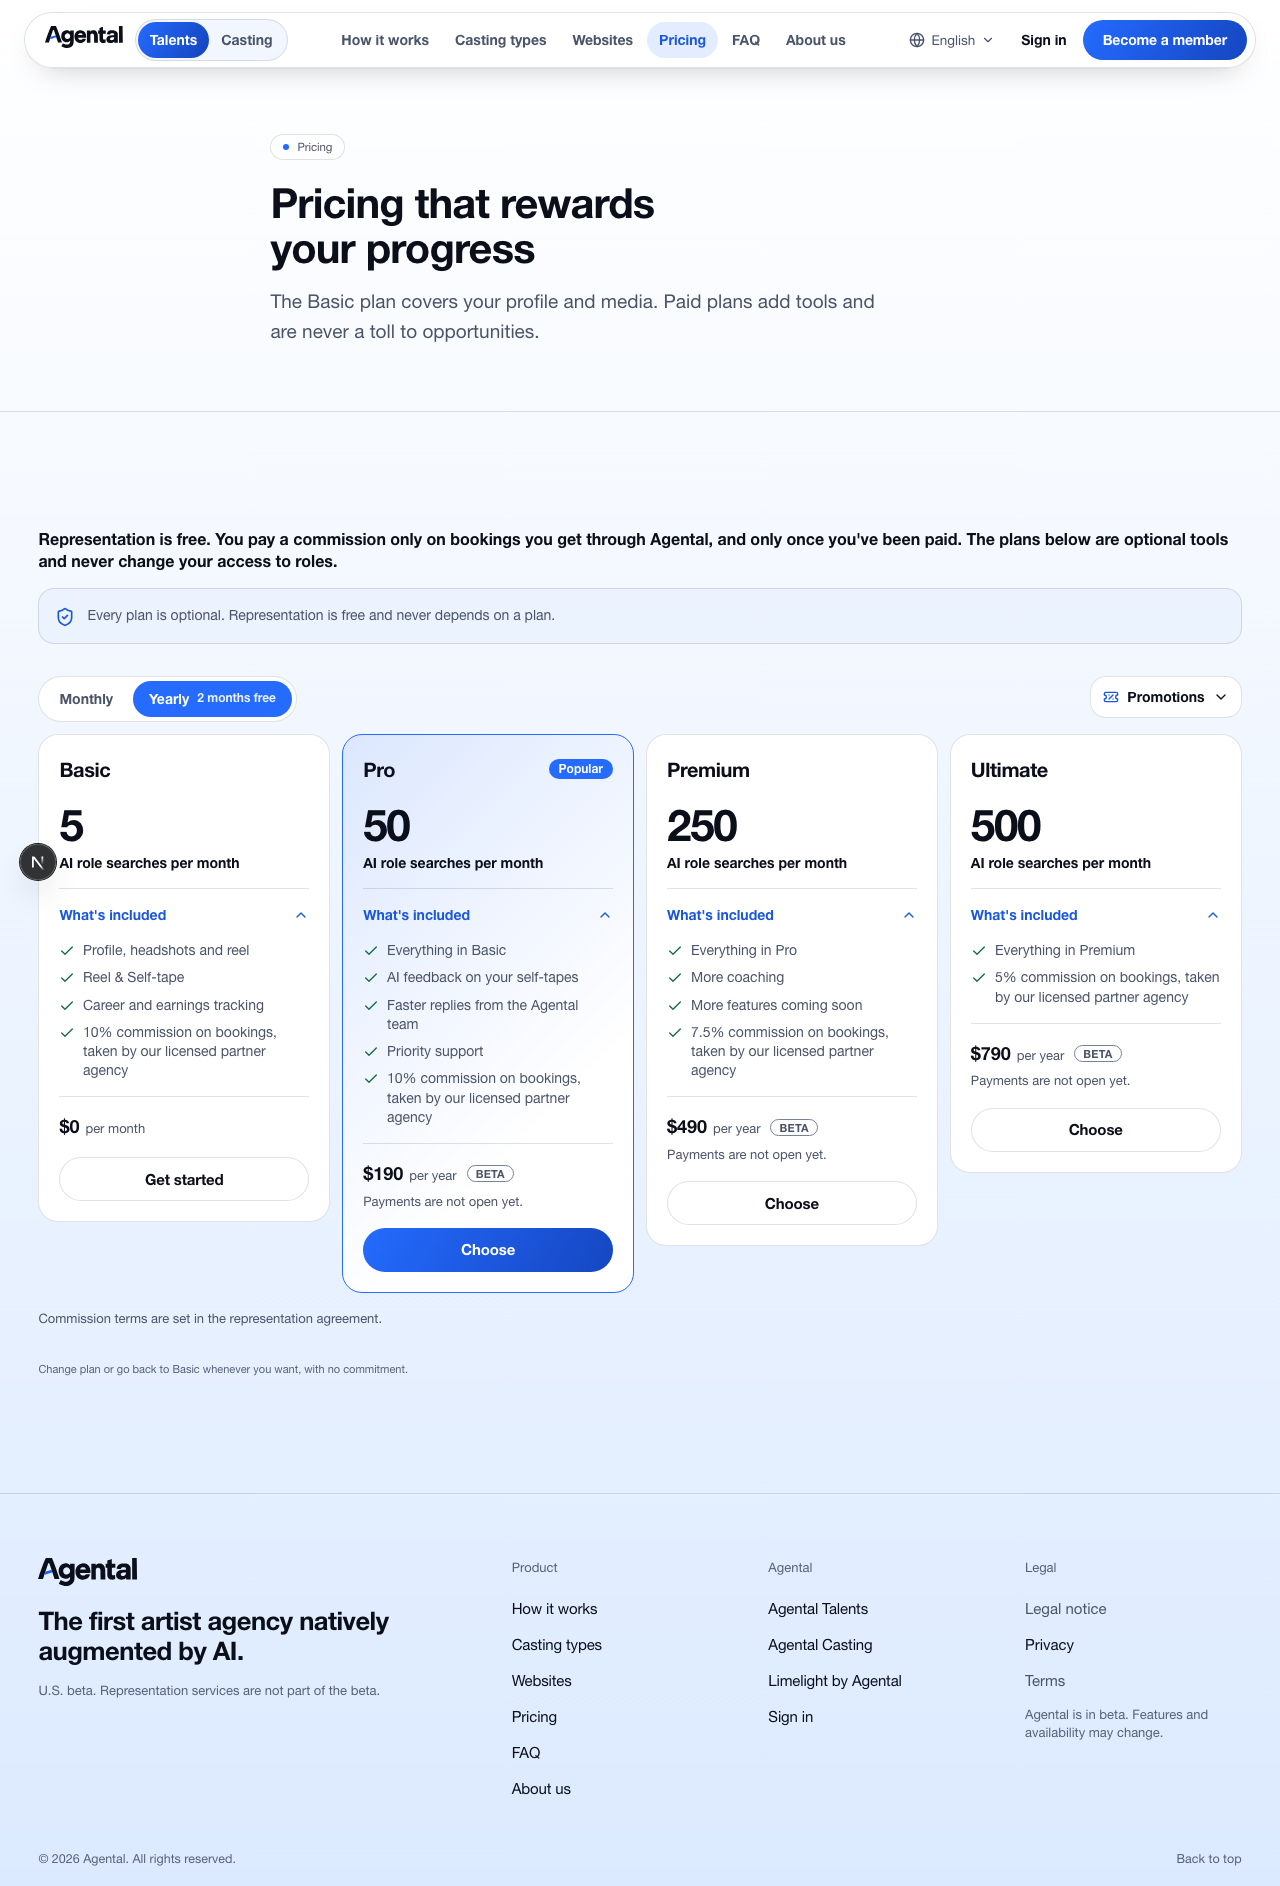 Agental
Talents
Casting
How it works
Casting types
Websites
Pricing
FAQ
About us
English
Sign in
Become a member
Pricing
Pricing that rewards
your progress
The Basic plan covers your profile and media. Paid plans add tools and
are never a toll to opportunities.
Representation is free. You pay a commission only on bookings you get through Agental, and only once you've been paid. The plans below are optional tools
and never change your access to roles.
Every plan is optional. Representation is free and never depends on a plan.
Monthly
Yearly 2 months free
Promotions
Basic
5
AI role searches per month
What's included
Profile, headshots and reel
Reel & Self-tape
Career and earnings tracking
10% commission on bookings,
taken by our licensed partner
agency
$0 per month
Get started
Pro
Popular
50
AI role searches per month
What's included
Everything in Basic
AI feedback on your self-tapes
Faster replies from the Agental
team
Priority support
10% commission on bookings,
taken by our licensed partner
agency
$190 per year BETA
Payments are not open yet.
Choose
Premium
250
AI role searches per month
What's included
Everything in Pro
More coaching
More features coming soon
7.5% commission on bookings,
taken by our licensed partner
agency
$490 per year BETA
Payments are not open yet.
Choose
Ultimate
500
AI role searches per month
What's included
Everything in Premium
5% commission on bookings, taken
by our licensed partner agency
$790 per year BETA
Payments are not open yet.
Choose
N
Commission terms are set in the representation agreement.
Change plan or go back to Basic whenever you want, with no commitment.
Agental
The first artist agency natively
augmented by AI.
U.S. beta. Representation services are not part of the beta.
Product
How it works
Casting types
Websites
Pricing
FAQ
About us
Agental
Agental Talents
Agental Casting
Limelight by Agental
Sign in
Legal
Legal notice
Privacy
Terms
Agental is in beta. Features and
availability may change.
© 2026 Agental. All rights reserved.
Back to top